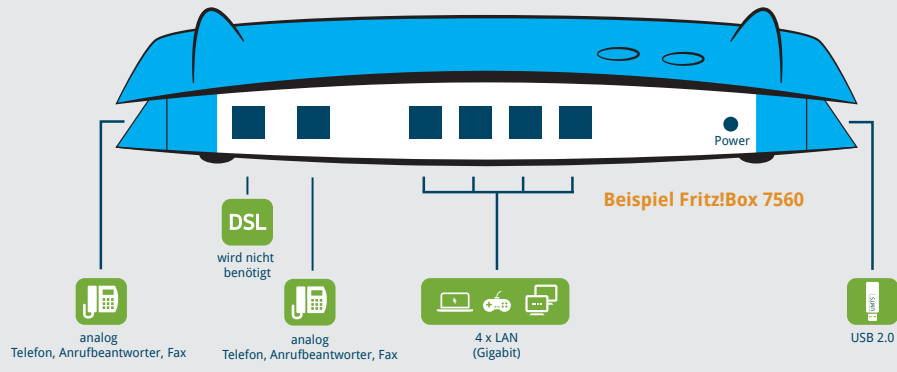 Power
Beispiel Fritz!Box 7560
DSL
wird nicht
benötigt
analog
Telefon, Anrufbeantworter, Fax
analog
Telefon, Anrufbeantworter, Fax
4 x LAN
(Gigabit)
UMTS
USB 2.0